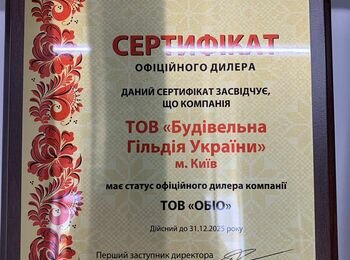 СЕРТИФІКАТ
ОФІЦІЙНОГО ДИЛЕРА
ДАНИЙ СЕРТИФІКАТ ЗАСВІДЧУЄ,
ЩО КОМПАНІЯ
ТОВ «Будівельна
Гільдія України»
м. Київ
має статус офіційного дилера компанії
ТОВ «ОБІО»
Дійсний до 31.12.2025 року
Перший заступник директора